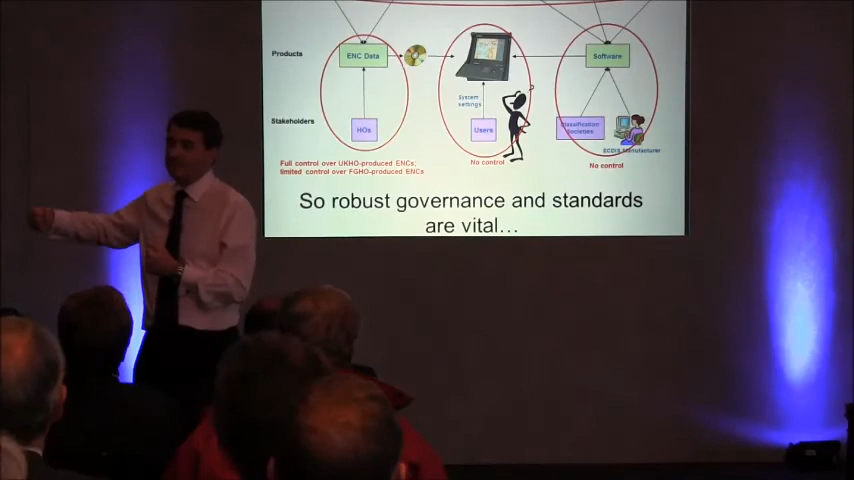 Products
ENC Data
Software
System
settings
Stakeholders
HOs
Users
Classification
Societies
ECDIS Manufacturer
Full control over UKHO-produced ENCs;
limited control over FGHO-produced ENCs
No control
No control
So robust governance and standards
are vital...